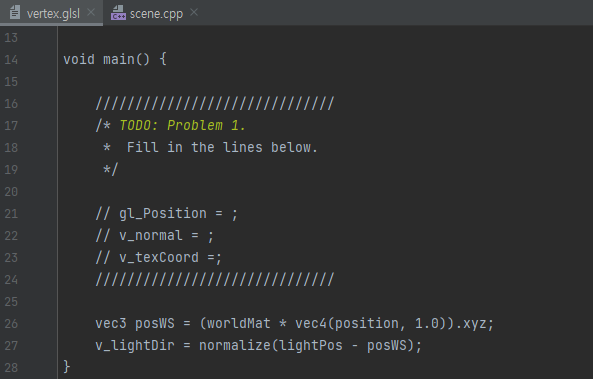 vertex.glsl scene.cpp
13
14 void main() {
15
16 //////////////////////////////
17 /* TODO: Problem 1.
18 * Fill in the lines below.
19 */
20
21 // gl_Position = ;
22 // v_normal = ;
23 // v_texCoord =;
24 //////////////////////////////
25
26 vec3 posWS = (worldMat * vec4(position, 1.0)).xyz;
27 v_lightDir = normalize(lightPos - posWS);
28 }